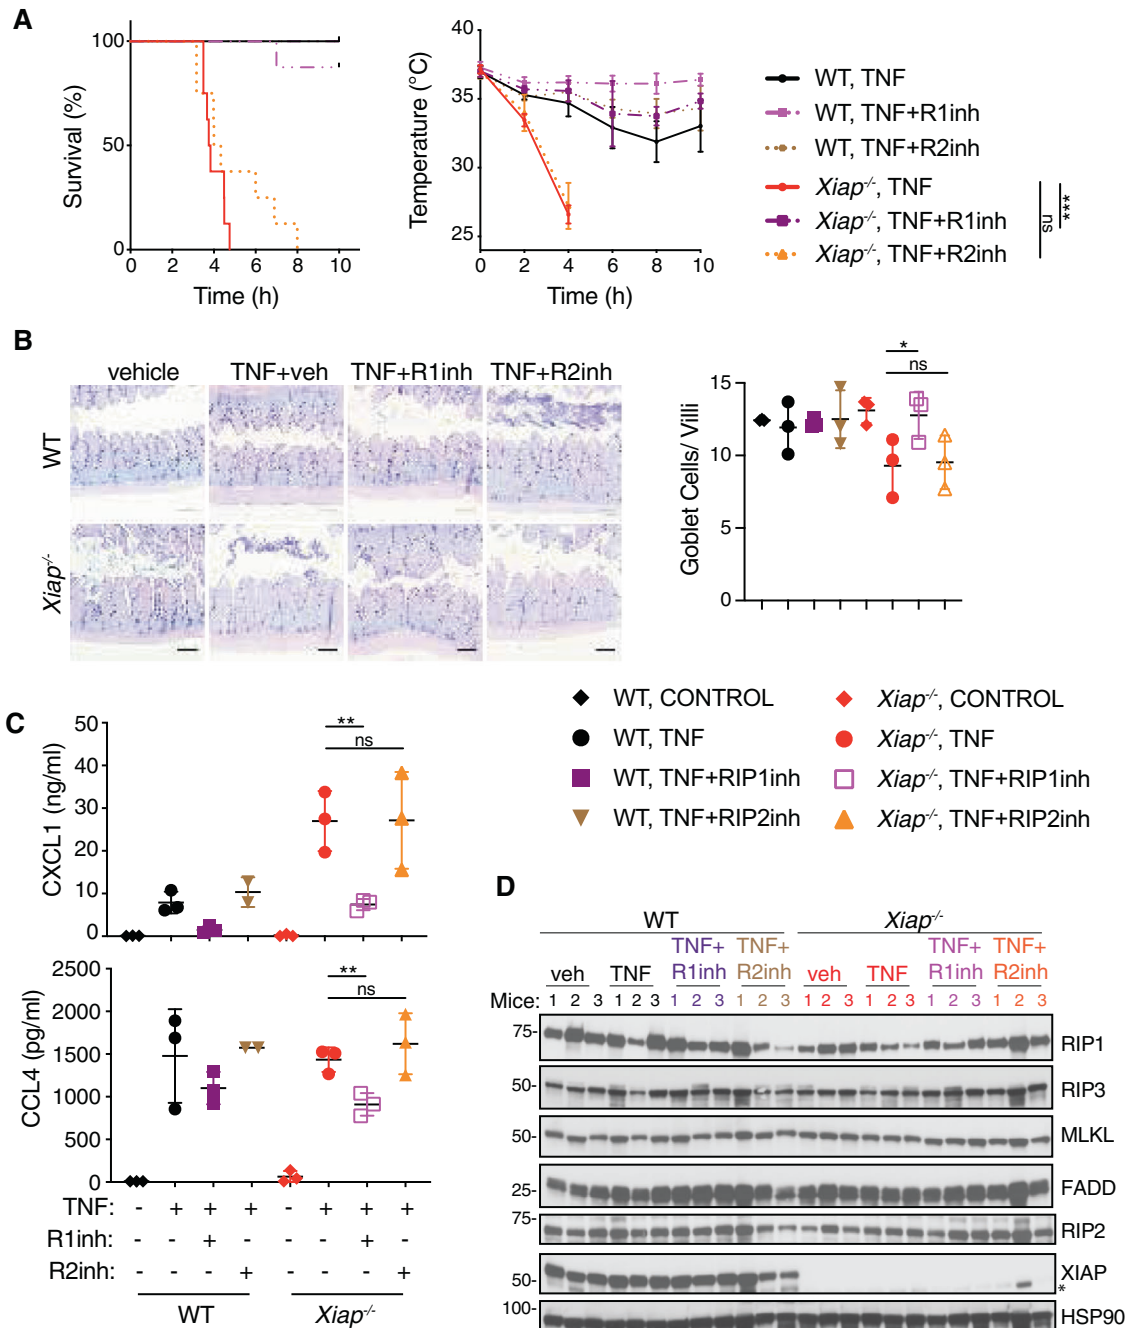 A
100
50
0
Survival (%)
0 2 4 6 8 10
Time (h)
40
35
30
25
Temperature (°C)
0 2 4 6 8 10
Time (h)
WT, TNF
WT, TNF+R1inh
WT, TNF+R2inh
Xiap-/-, TNF
Xiap-/-, TNF+R1inh
Xiap-/-, TNF+R2inh
ns
***
B
vehicle TNF+veh TNF+R1inh TNF+R2inh
WT
Xiap-/-
*
ns
15
10
5
0
Goblet Cells/ Villi
WT, CONTROL
WT, TNF
WT, TNF+RIP1inh
WT, TNF+RIP2inh
Xiap-/-, CONTROL
Xiap-/-, TNF
Xiap-/-, TNF+RIP1inh
Xiap-/-, TNF+RIP2inh
C
50
40
30
20
10
0
CXCL1 (ng/ml)
**
ns
2500
2000
1500
1000
500
0
CCL4 (pg/ml)
**
ns
TNF: - + + + - + + +
R1inh: - - + - - - + -
R2inh: - - - + - - - +
WT Xiap-/-
D
WT Xiap-/-
TNF+ TNF+ TNF+ TNF+
veh TNF R1inh R2inh veh TNF R1inh R2inh
Mice: 1 2 3 1 2 3 1 2 3 1 2 3 1 2 3 1 2 3 1 2 3 1 2 3
75- RIP1
50- RIP3
50- MLKL
25- FADD
75- RIP2
50- XIAP
*
100- HSP90